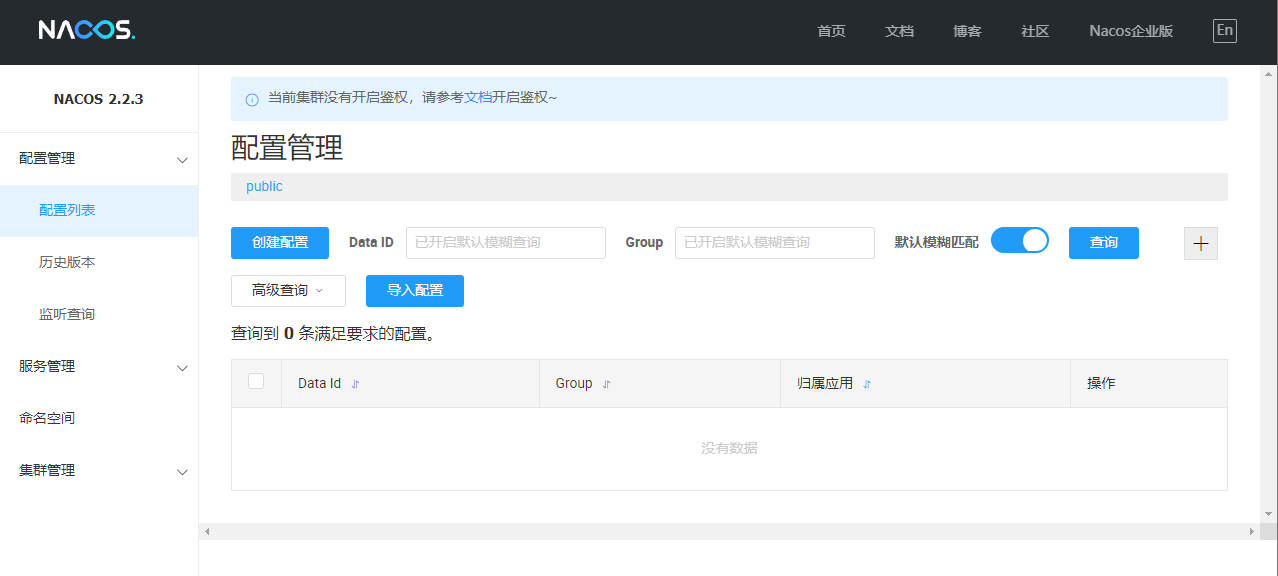 NACOS.
首页 文档 博客 社区 Nacos企业版 En
NACOS 2.2.3
配置管理
配置列表
历史版本
监听查询
服务管理
命名空间
集群管理
当前集群没有开启鉴权，请参考文档开启鉴权~
配置管理
public
创建配置 Data ID 已开启默认模糊查询 Group 已开启默认模糊查询 默认模糊匹配 查询
高级查询 导入配置
查询到 0 条满足要求的配置。
Data Id Group 归属应用 操作
没有数据